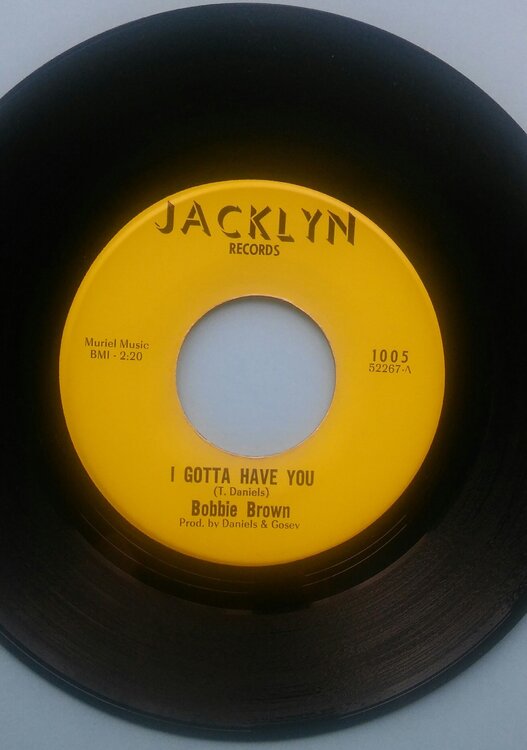 JACKLYN
RECORDS
Muriel Music
BMI - 2:20
1005
52267-A
I GOTTA HAVE YOU
(T. Daniels)
Bobbie Brown
Prod. by Daniels & Gosey